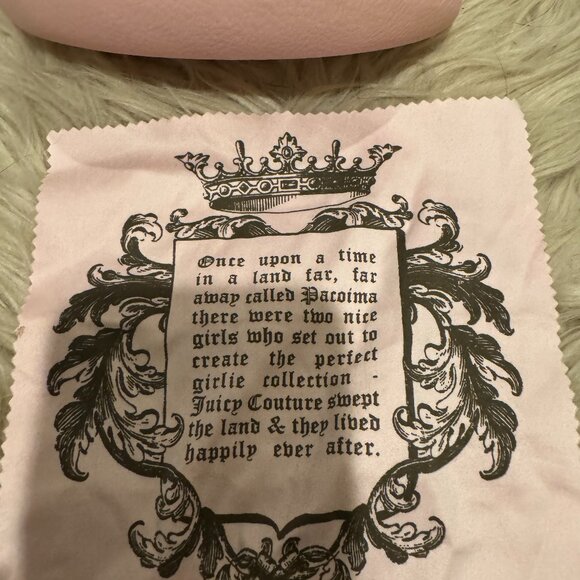 Once upon a time
in a land far, far
away called Pacoima
there were two nice
girls who set out to
create the perfect
girlie collection -
Juicy Couture swept
the land & they lived
happily ever after.